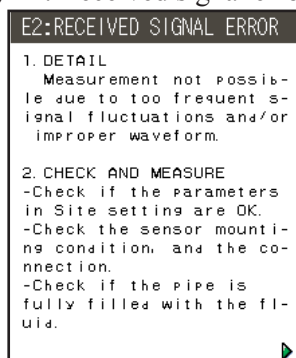 E2:RECEIVED SIGNAL ERROR
1. DETAIL
Measurement not possib-
le due to too frequent s-
ignal fluctuations and/or
improper waveform.
2. CHECK AND MEASURE
-Check if the parameters
in Site setting are OK.
-Check the sensor mounti-
ng condition, and the co-
nnection.
-Check if the pipe is
fully filled with the fl-
uid.